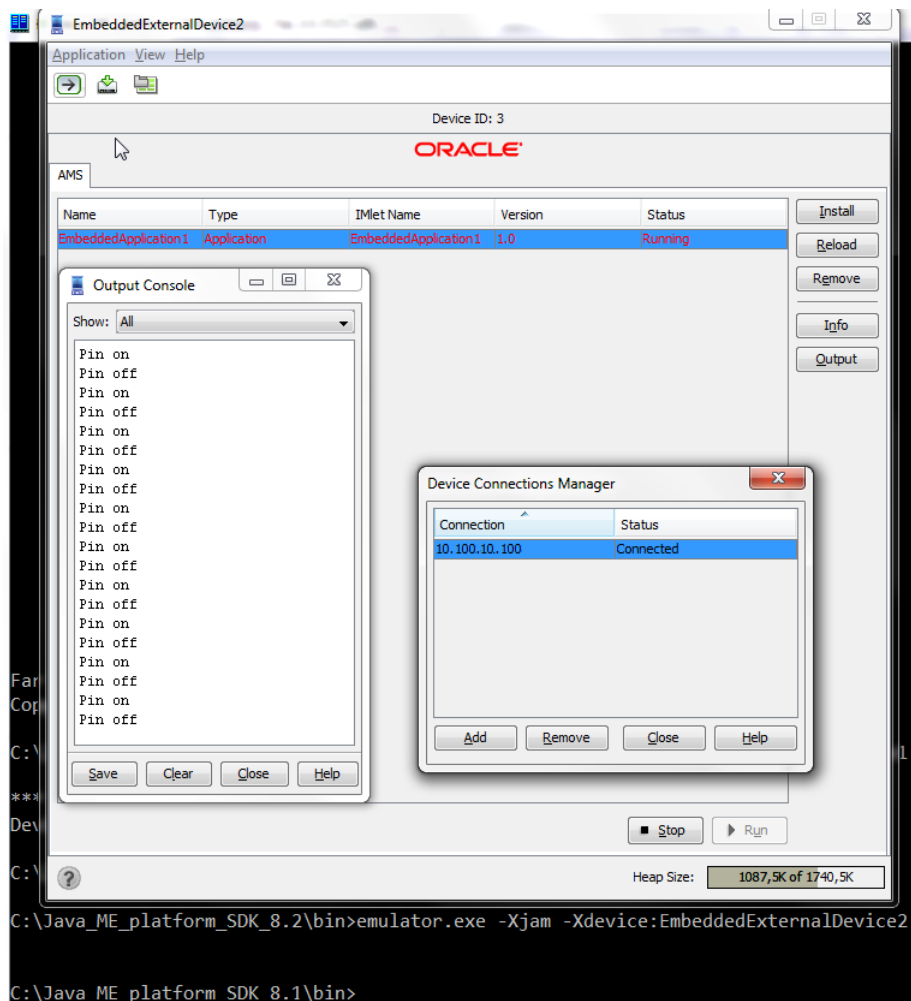 EmbeddedExternalDevice2
Application View Help
Device ID: 3
ORACLE
AMS
Name Type IMlet Name Version Status
EmbeddedApplication1 Application EmbeddedApplication1 1.0 Running
Install
Reload
Remove
Info
Output
Output Console
Show: All
Pin on
Pin off
Pin on
Pin off
Pin on
Pin off
Pin on
Pin off
Pin on
Pin off
Pin on
Pin off
Pin on
Pin off
Pin on
Pin off
Pin on
Pin off
Pin on
Pin off
Save Clear Close Help
Device Connections Manager
Connection Status
10.100.10..100 Connected
Add Remove Close Help
Stop Run
? Heap Size: 1087,5K of 1740,5K
Far
Cop
C:\
***
Dev
C:\
C:\Java_ME_platform_SDK_8.2\bin>emulator.exe -Xjam -Xdevice:EmbeddedExternalDevice2
C:\Java_ME_platform_SDK_8.1\bin>